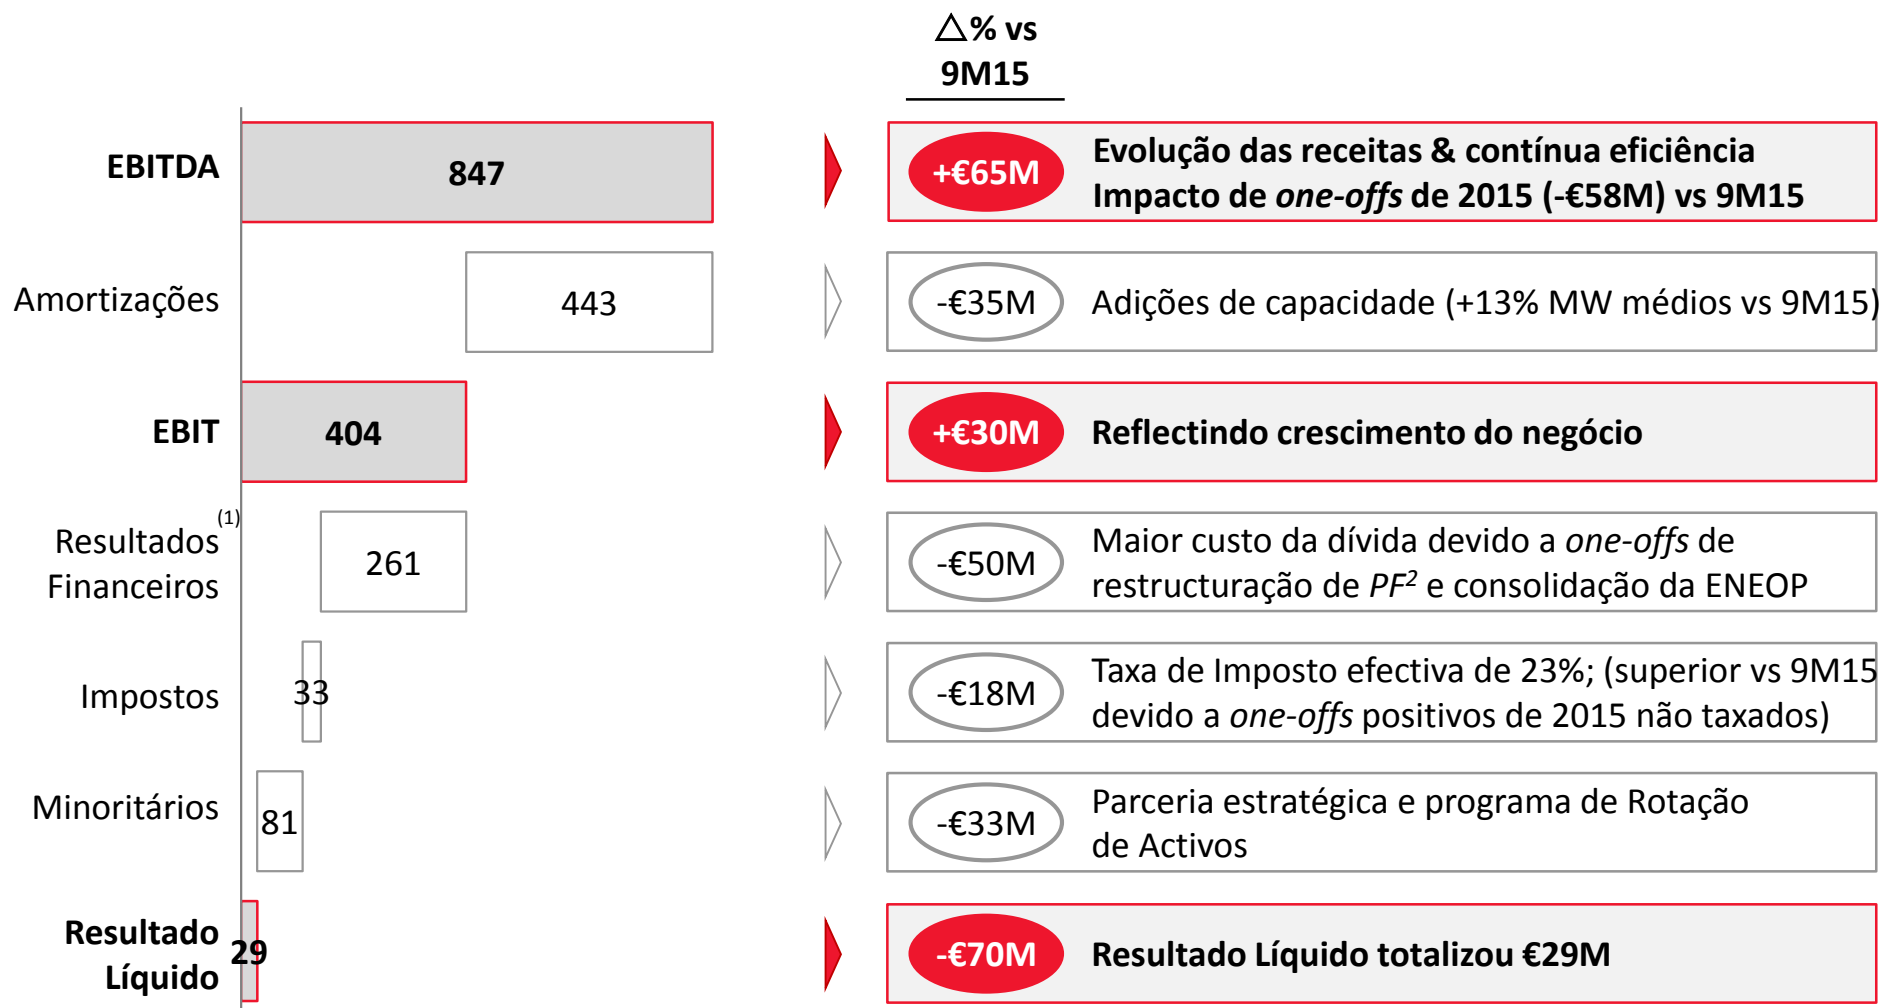 △% vs
9M15
EBITDA
847
+€65M
Evolução das receitas & contínua eficiência
Impacto de one-offs de 2015 (-€58M) vs 9M15
Amortizações
443
-€35M
Adições de capacidade (+13% MW médios vs 9M15)
EBIT
404
+€30M
Reflectindo crescimento do negócio
Resultados (1)
Financeiros
261
-€50M
Maior custo da dívida devido a one-offs de
restructuração de PF² e consolidação da ENEOP
Impostos
33
-€18M
Taxa de Imposto efectiva de 23%; (superior vs 9M15
devido a one-offs positivos de 2015 não taxados)
Minoritários
81
-€33M
Parceria estratégica e programa de Rotação
de Activos
Resultado
Líquido
29
-€70M
Resultado Líquido totalizou €29M